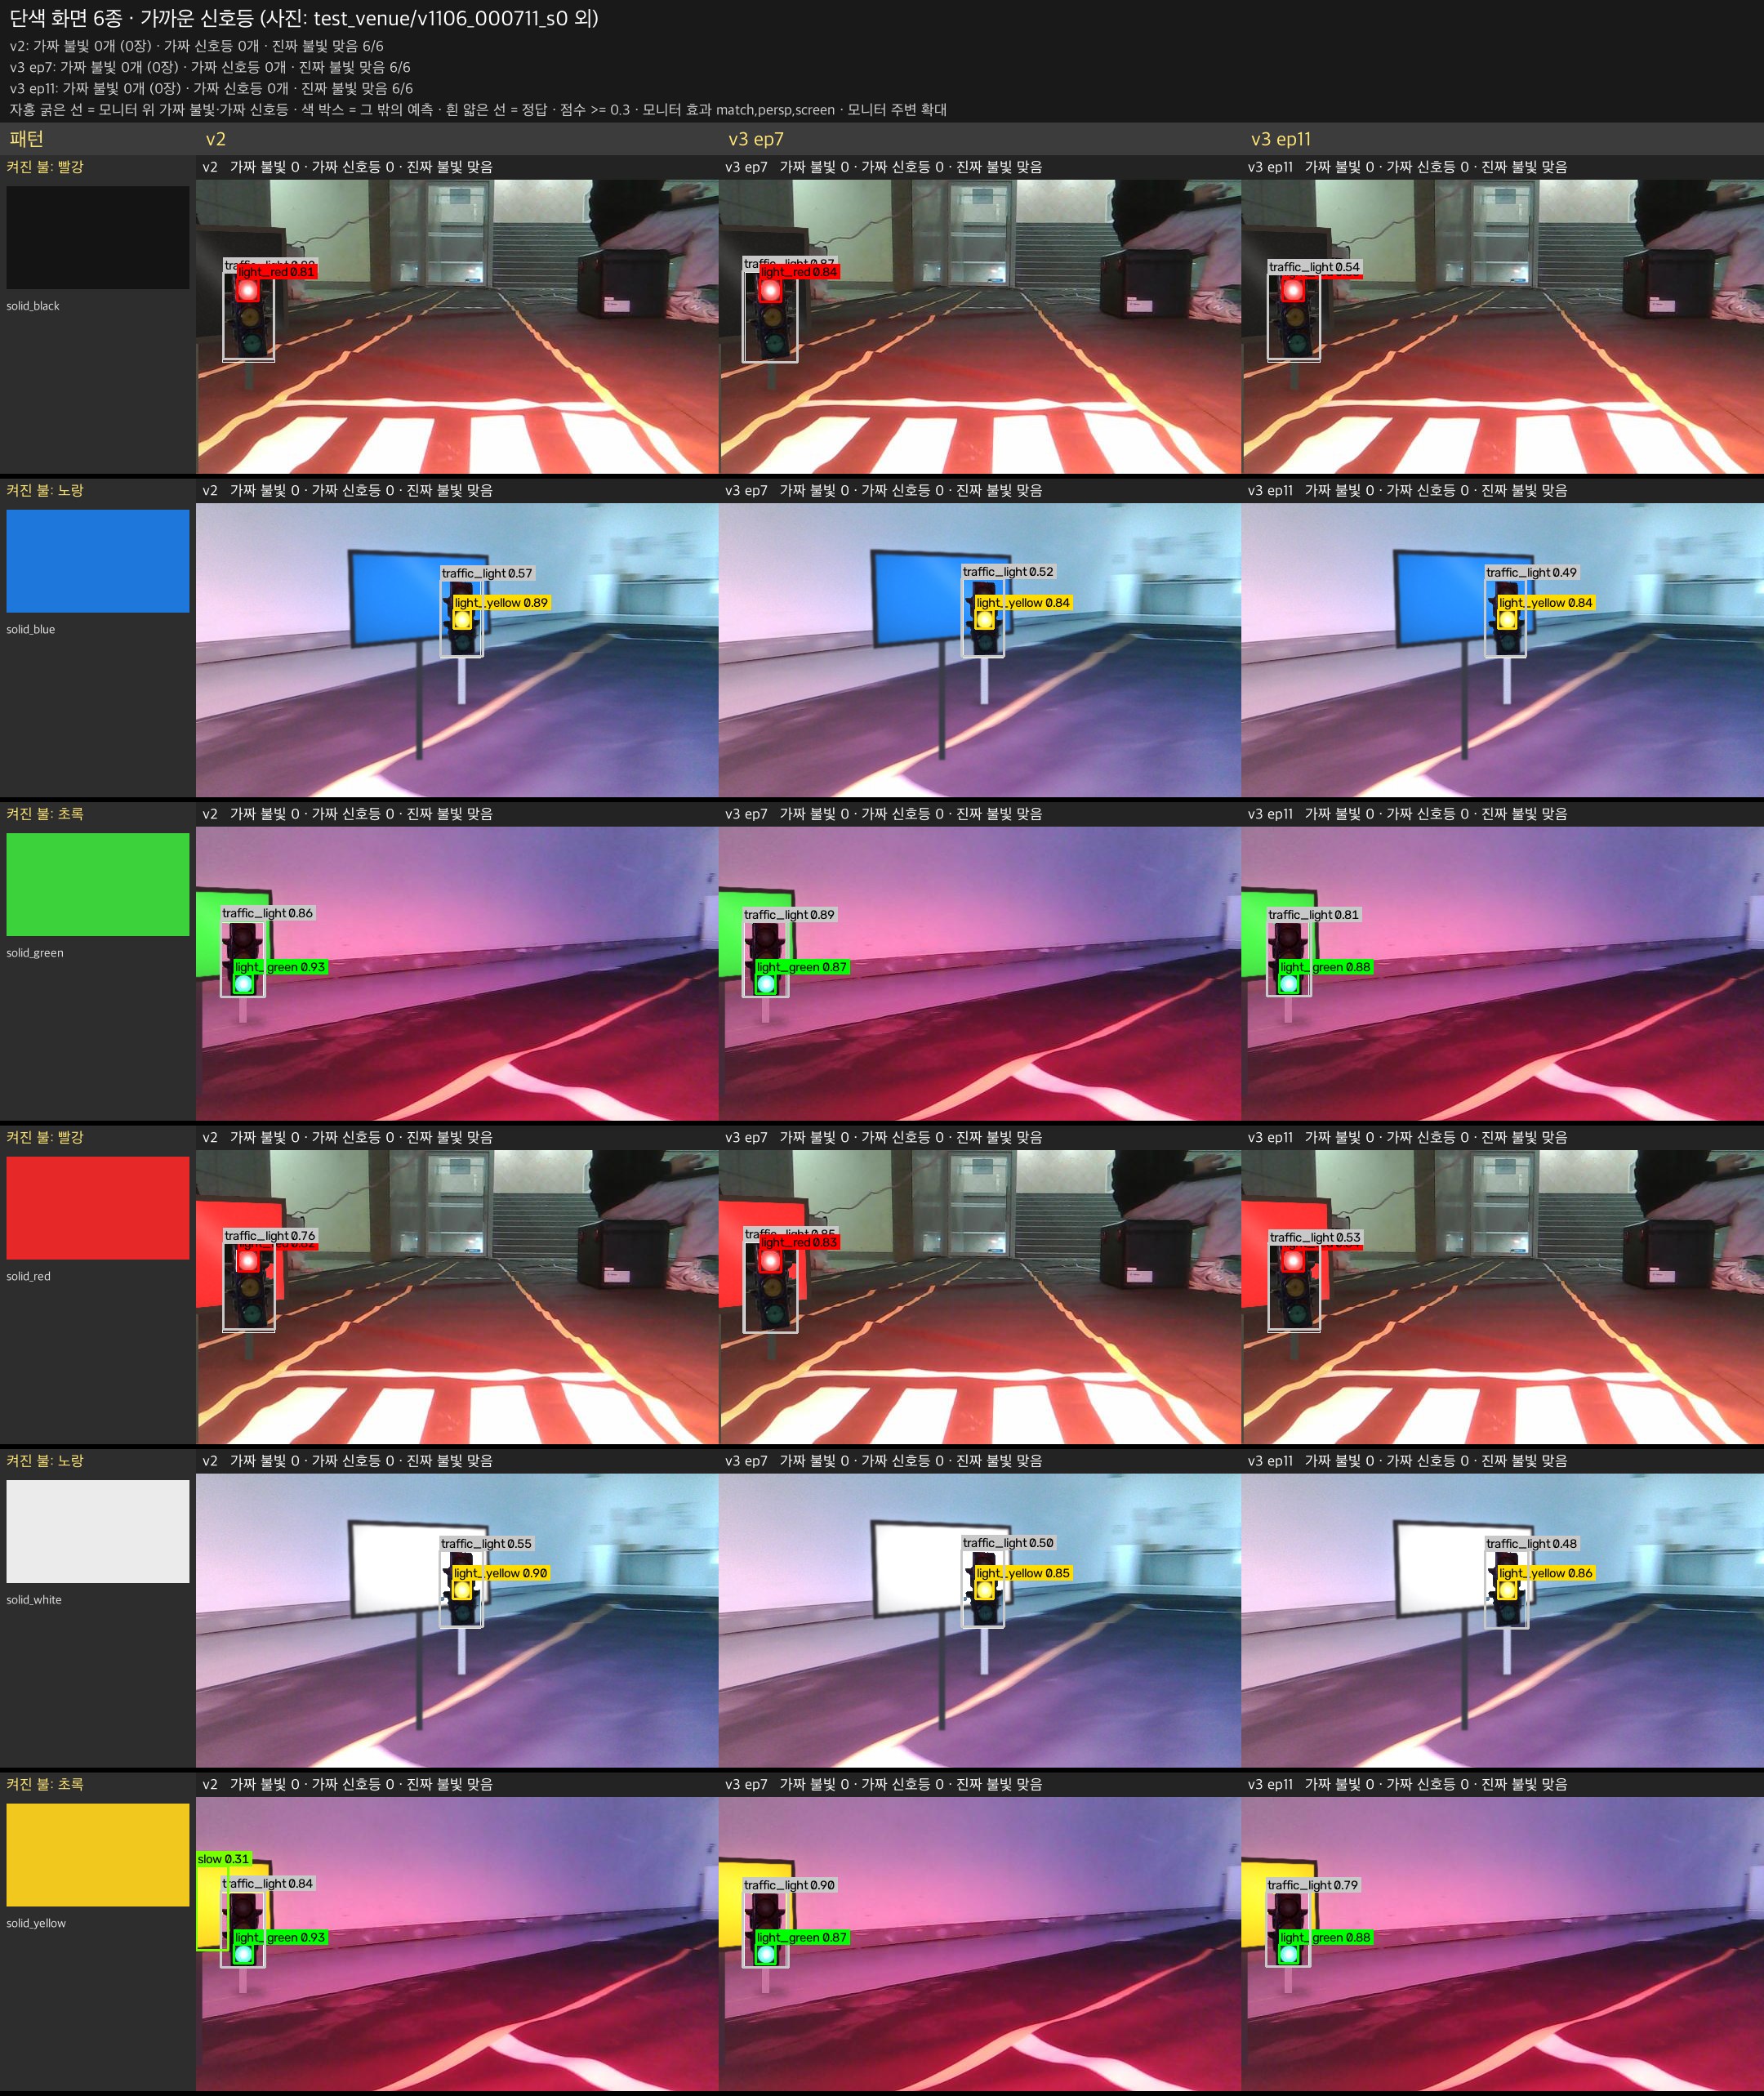 단색 화면 6종 · 가까운 신호등 (사진: test_venue/v1106_000711_s0 외)
v2: 가짜 불빛 0개 (0장) · 가짜 신호등 0개 · 진짜 불빛 맞음 6/6
v3 ep7: 가짜 불빛 0개 (0장) · 가짜 신호등 0개 · 진짜 불빛 맞음 6/6
v3 ep11: 가짜 불빛 0개 (0장) · 가짜 신호등 0개 · 진짜 불빛 맞음 6/6
자홍 굵은 선 = 모니터 위 가짜 불빛·가짜 신호등 · 색 박스 = 그 밖의 예측 · 흰 얇은 선 = 정답 · 점수 >= 0.3 · 모니터 효과 match,persp,screen · 모니터 주변 확대
패턴 v2 v3 ep7 v3 ep11
켜진 불: 빨강
v2 가짜 불빛 0 · 가짜 신호등 0 · 진짜 불빛 맞음
v3 ep7 가짜 불빛 0 · 가짜 신호등 0 · 진짜 불빛 맞음
v3 ep11 가짜 불빛 0 · 가짜 신호등 0 · 진짜 불빛 맞음
light_red 0.81
light_red 0.84
traffic_light 0.54
solid_black
켜진 불: 노랑
v2 가짜 불빛 0 · 가짜 신호등 0 · 진짜 불빛 맞음
v3 ep7 가짜 불빛 0 · 가짜 신호등 0 · 진짜 불빛 맞음
v3 ep11 가짜 불빛 0 · 가짜 신호등 0 · 진짜 불빛 맞음
traffic_light 0.57
light_yellow 0.89
traffic_light 0.52
light_yellow 0.84
traffic_light 0.49
light_yellow 0.84
solid_blue
켜진 불: 초록
v2 가짜 불빛 0 · 가짜 신호등 0 · 진짜 불빛 맞음
v3 ep7 가짜 불빛 0 · 가짜 신호등 0 · 진짜 불빛 맞음
v3 ep11 가짜 불빛 0 · 가짜 신호등 0 · 진짜 불빛 맞음
traffic_light 0.86
light_green 0.93
traffic_light 0.89
light_green 0.87
traffic_light 0.81
light_green 0.88
solid_green
켜진 불: 빨강
v2 가짜 불빛 0 · 가짜 신호등 0 · 진짜 불빛 맞음
v3 ep7 가짜 불빛 0 · 가짜 신호등 0 · 진짜 불빛 맞음
v3 ep11 가짜 불빛 0 · 가짜 신호등 0 · 진짜 불빛 맞음
traffic_light 0.76
light_red 0.83
traffic_light 0.53
solid_red
켜진 불: 노랑
v2 가짜 불빛 0 · 가짜 신호등 0 · 진짜 불빛 맞음
v3 ep7 가짜 불빛 0 · 가짜 신호등 0 · 진짜 불빛 맞음
v3 ep11 가짜 불빛 0 · 가짜 신호등 0 · 진짜 불빛 맞음
traffic_light 0.55
light_yellow 0.90
traffic_light 0.50
light_yellow 0.85
traffic_light 0.48
light_yellow 0.86
solid_white
켜진 불: 초록
v2 가짜 불빛 0 · 가짜 신호등 0 · 진짜 불빛 맞음
v3 ep7 가짜 불빛 0 · 가짜 신호등 0 · 진짜 불빛 맞음
v3 ep11 가짜 불빛 0 · 가짜 신호등 0 · 진짜 불빛 맞음
slow 0.31
traffic_light 0.84
light_green 0.93
traffic_light 0.90
light_green 0.87
traffic_light 0.79
light_green 0.88
solid_yellow